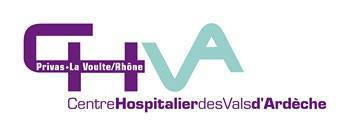 CHVA
Privas-La Voulte/Rhône
CentreHospitalierdesValsd'Ardèche